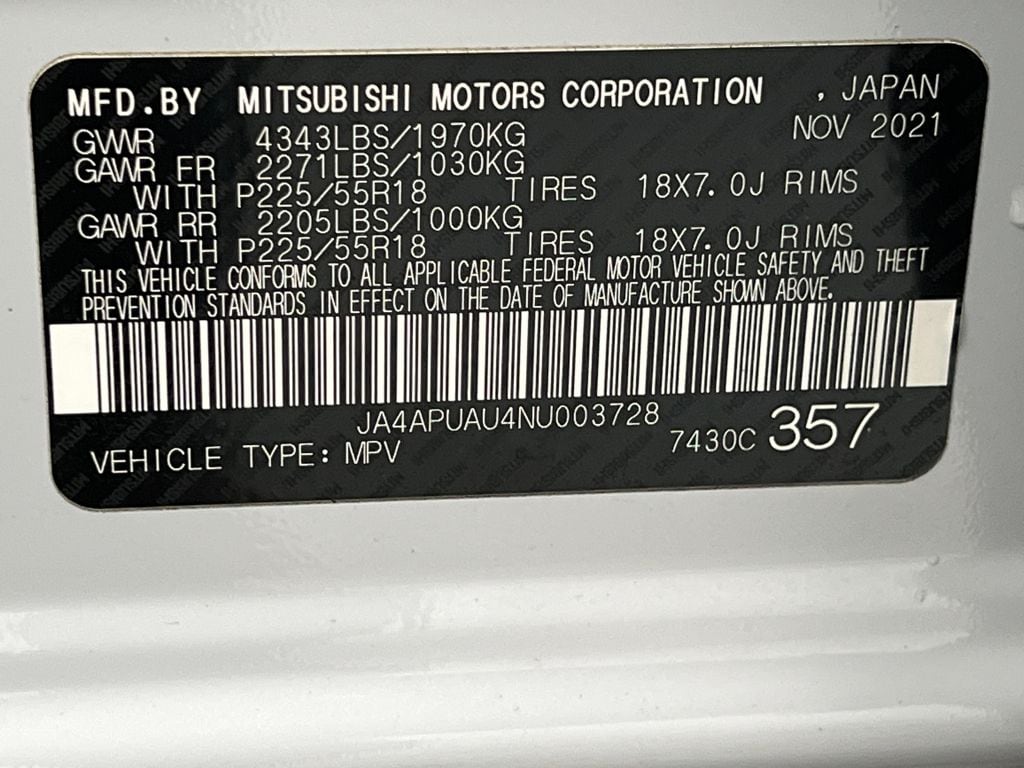 MFD.BY MITSUBISHI MOTORS CORPORATION , JAPAN
GVWR 4343LBS/1970KG NOV 2021
GAWR FR 2271LBS/1030KG
WITH P225/55R18 TIRES 18X7.0J RIMS
GAWR RR 2205LBS/1000KG
WITH P225/55R18 TIRES 18X7.0J RIMS
THIS VEHICLE CONFORMS TO ALL APPLICABLE FEDERAL MOTOR VEHICLE SAFETY AND THEFT
PREVENTION STANDARDS IN EFFECT ON THE DATE OF MANUFACTURE SHOWN ABOVE.
JA4APUAU4NU003728
VEHICLE TYPE: MPV 7430C 357